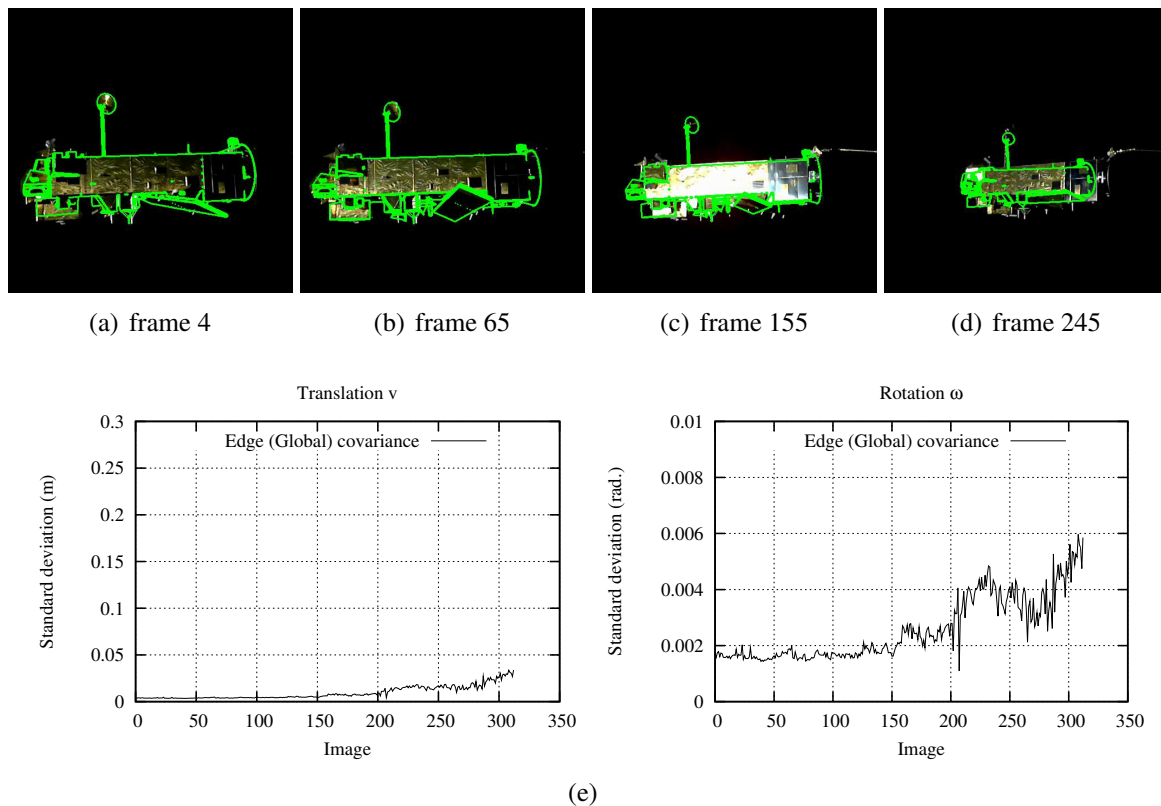 (a) frame 4
(b) frame 65
(c) frame 155
(d) frame 245
Translation v
Edge (Global) covariance
Standard deviation (m)
0.3
0.25
0.2
0.15
0.1
0.05
0
0 50 100 150 200 250 300 350
Image
Rotation ω
Edge (Global) covariance
Standard deviation (rad.)
0.01
0.008
0.006
0.004
0.002
0
0 50 100 150 200 250 300 350
Image
(e)